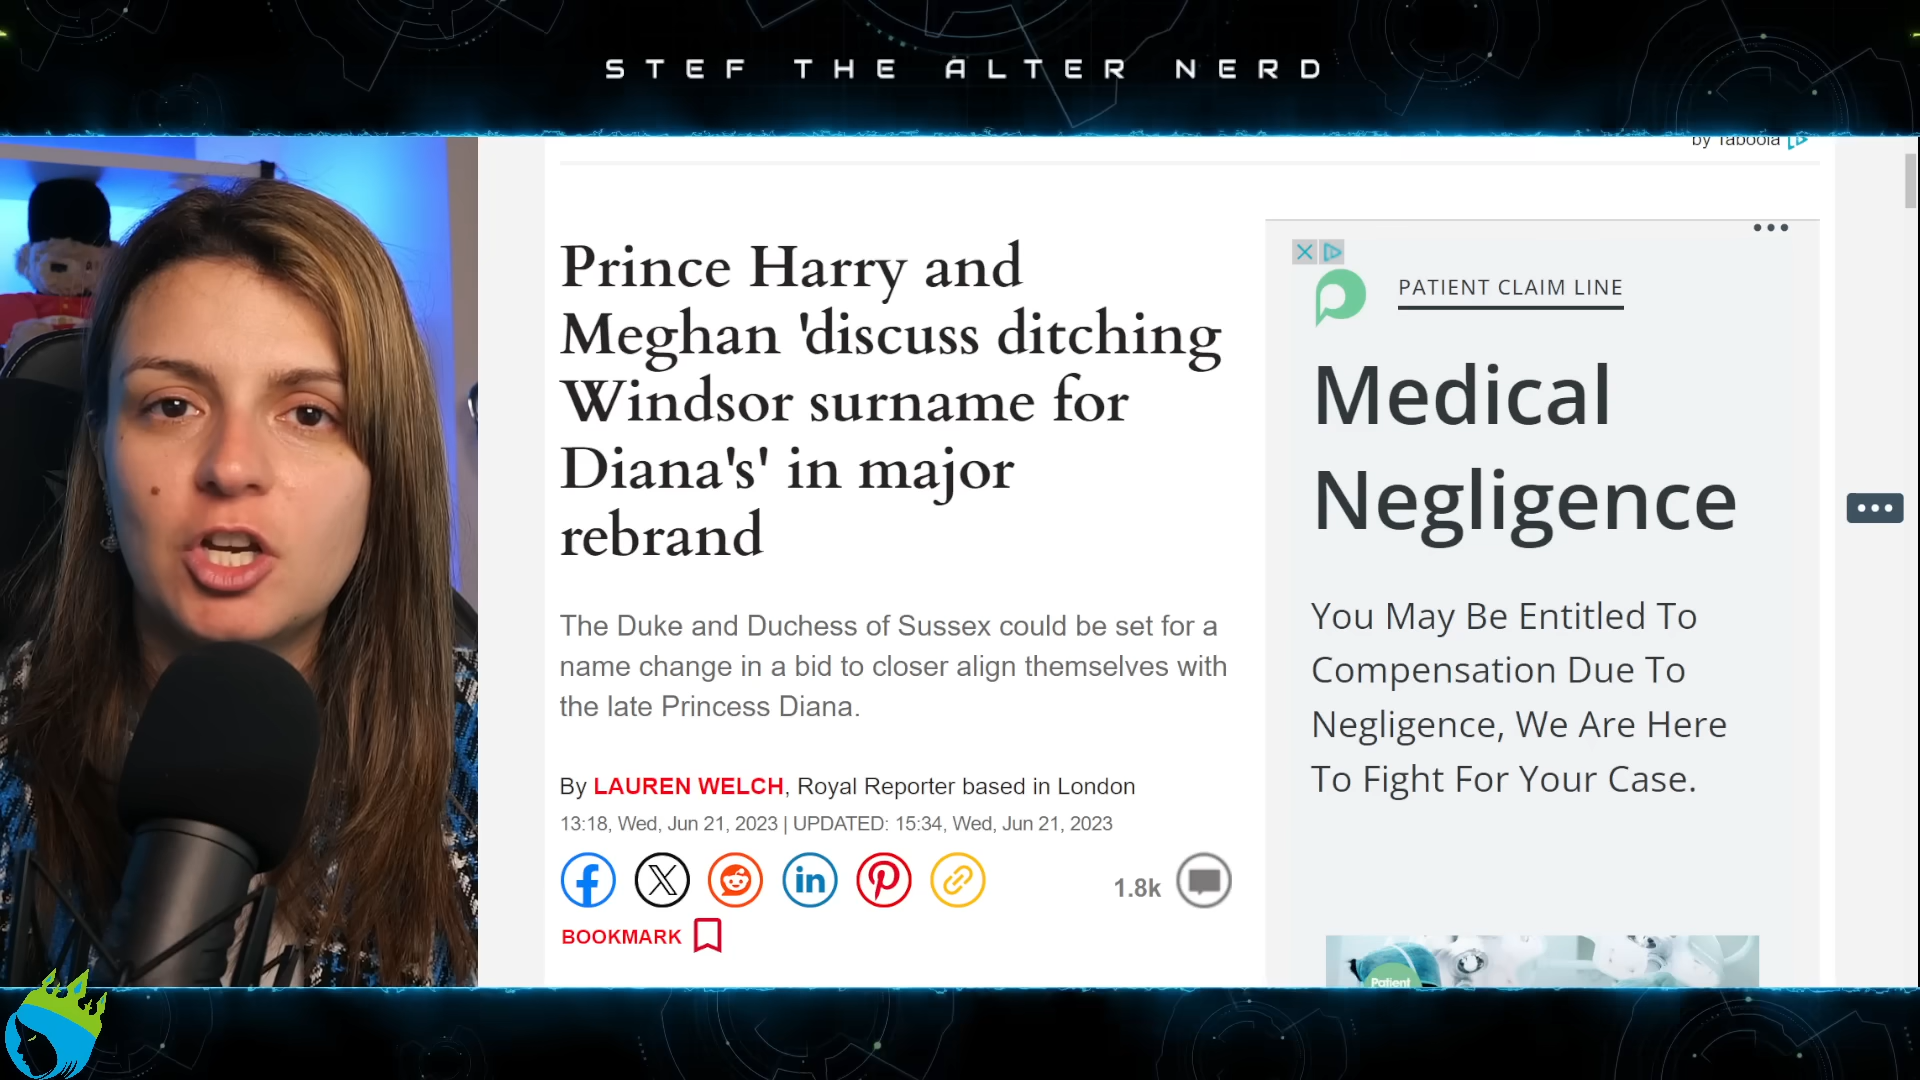 STEF THE ALTER NERD
by Taboola
Prince Harry and
Meghan 'discuss ditching
Windsor surname for
Diana's' in major
rebrand
The Duke and Duchess of Sussex could be set for a
name change in a bid to closer align themselves with
the late Princess Diana.
By LAUREN WELCH, Royal Reporter based in London
13:18, Wed, Jun 21, 2023 | UPDATED: 15:34, Wed, Jun 21, 2023
1.8k
BOOKMARK
PATIENT CLAIM LINE
Medical
Negligence
You May Be Entitled To
Compensation Due To
Negligence, We Are Here
To Fight For Your Case.
Patient